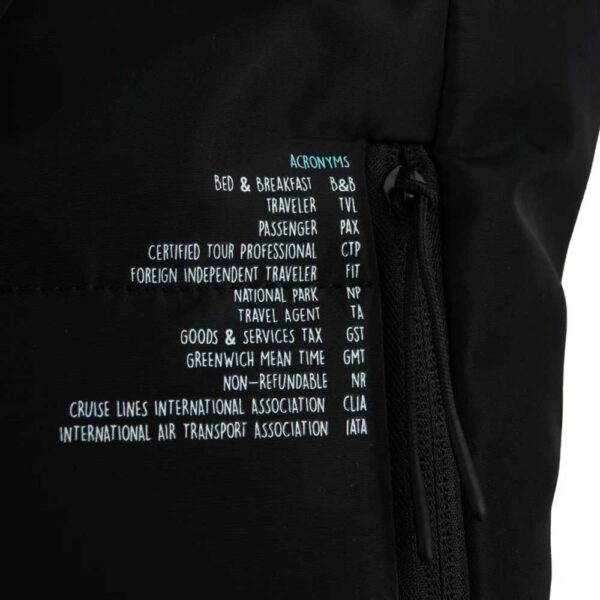 ACRONYMS
BED & BREAKFAST B&B
TRAVELER TVL
PASSENGER PAX
CERTIFIED TOUR PROFESSIONAL CTP
FOREIGN INDEPENDENT TRAVELER FIT
NATIONAL PARK NP
TRAVEL AGENT TA
GOODS & SERVICES TAX GST
GREENWICH MEAN TIME GMT
NON-REFUNDABLE NR
CRUISE LINES INTERNATIONAL ASSOCIATION CLIA
INTERNATIONAL AIR TRANSPORT ASSOCIATION IATA